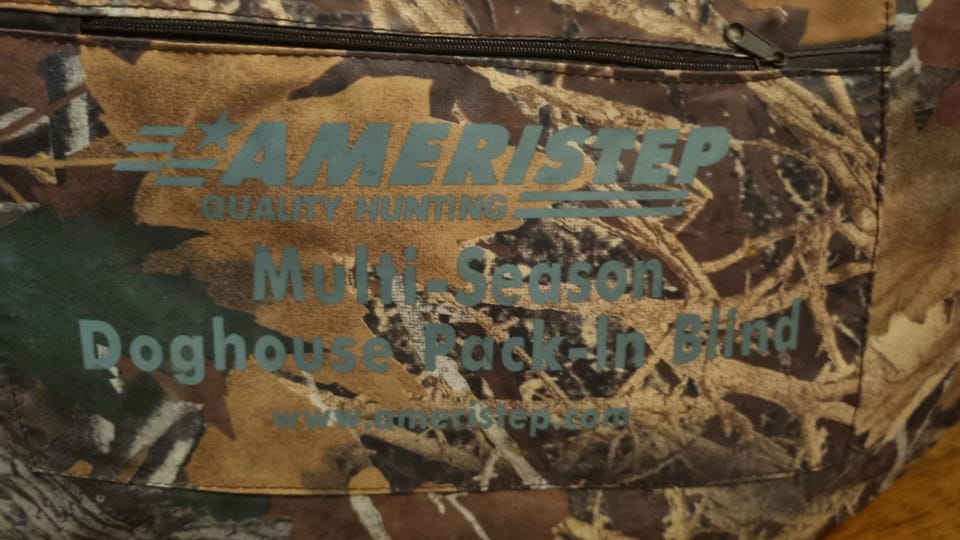 AMERISTEP
QUALITY HUNTING
Multi-Season
Doghouse Pack-In Blind
www.ameristep.com